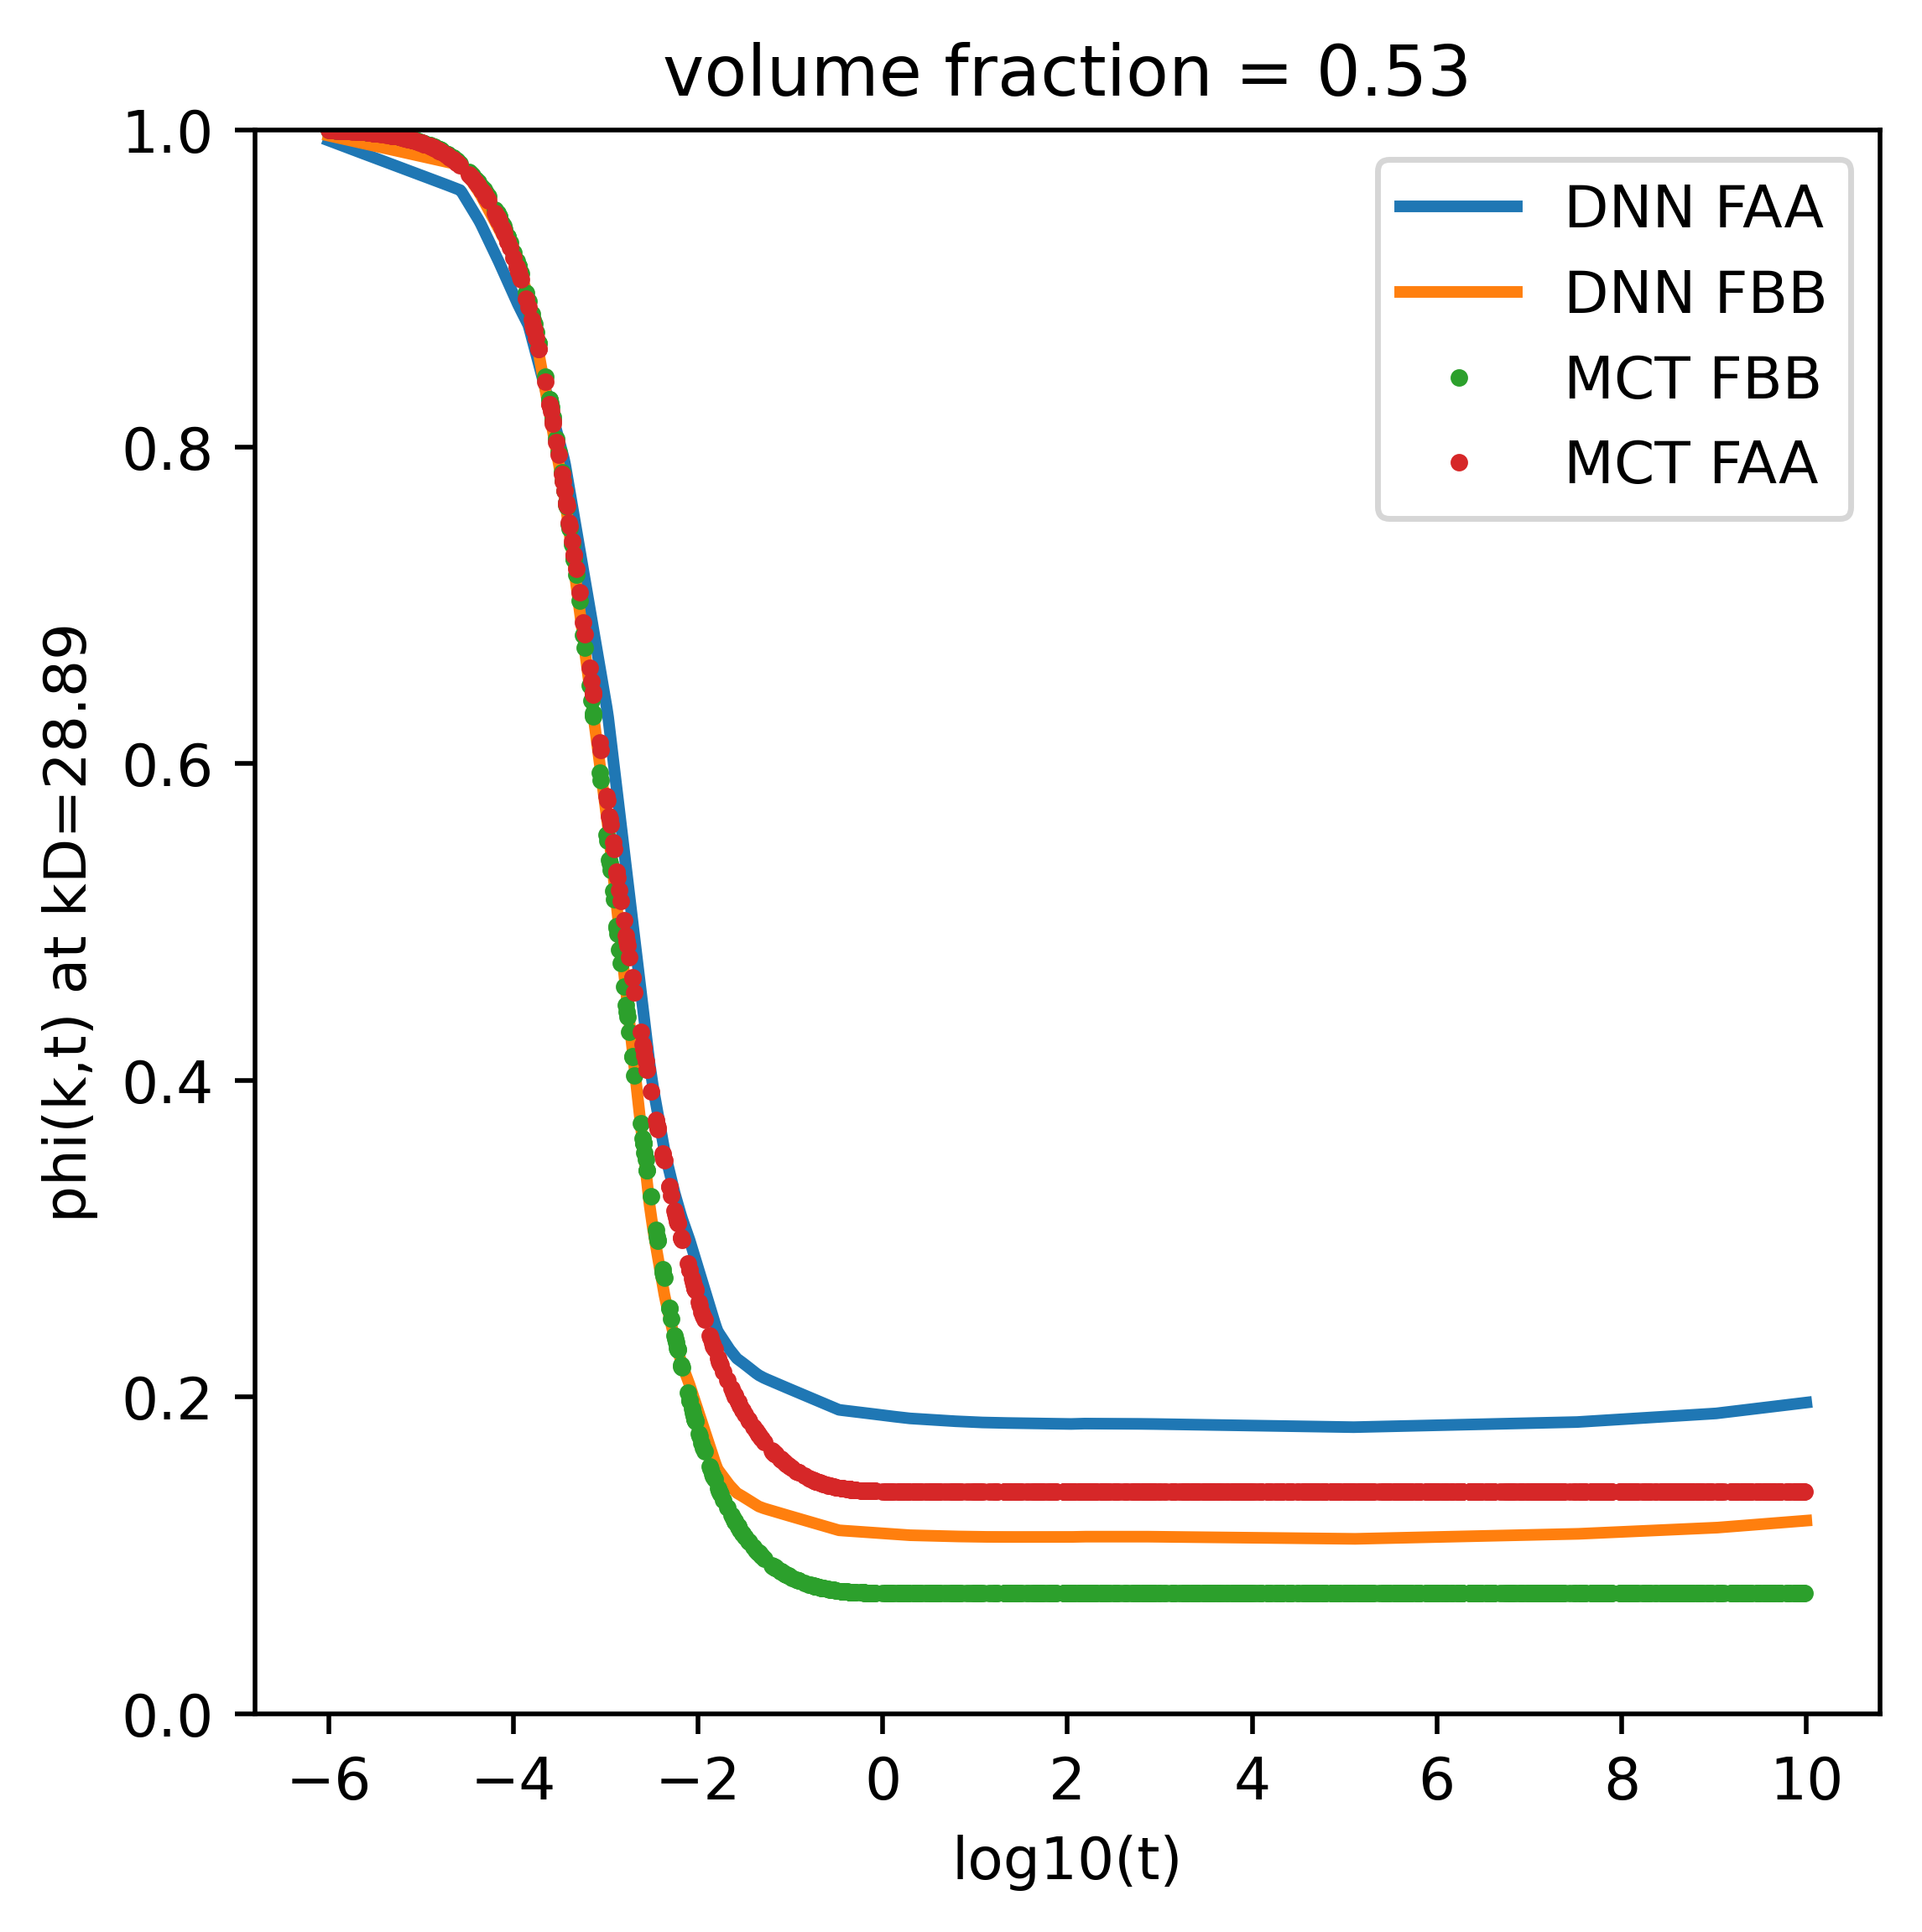 volume fraction = 0.53
1.0
0.8
0.6
0.4
0.2
0.0
phi(k,t) at kD=28.89
DNN FAA
DNN FBB
MCT FBB
MCT FAA
−6 −4 −2 0 2 4 6 8 10
log10(t)